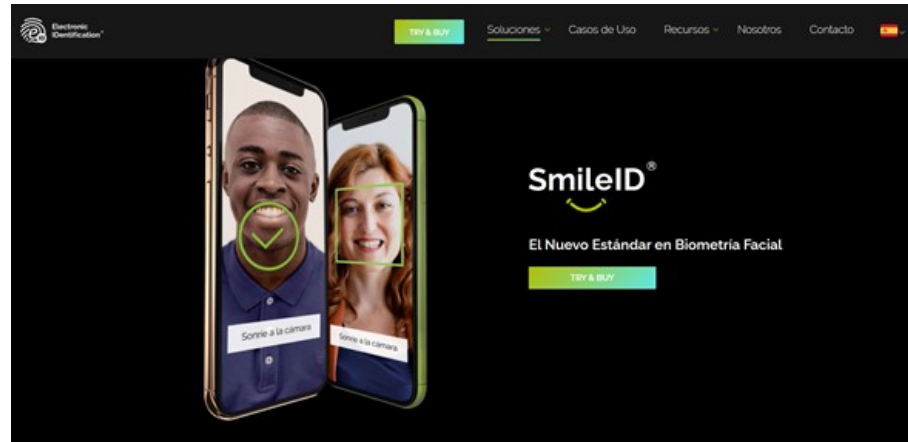 Electronic
IDentification
TRY & BUY
Soluciones
Casos de Uso
Recursos
Nosotros
Contacto
Sonríe a la cámara
Sonríe a la cámara
SmileID®
El Nuevo Estándar en Biometría Facial
TRY & BUY